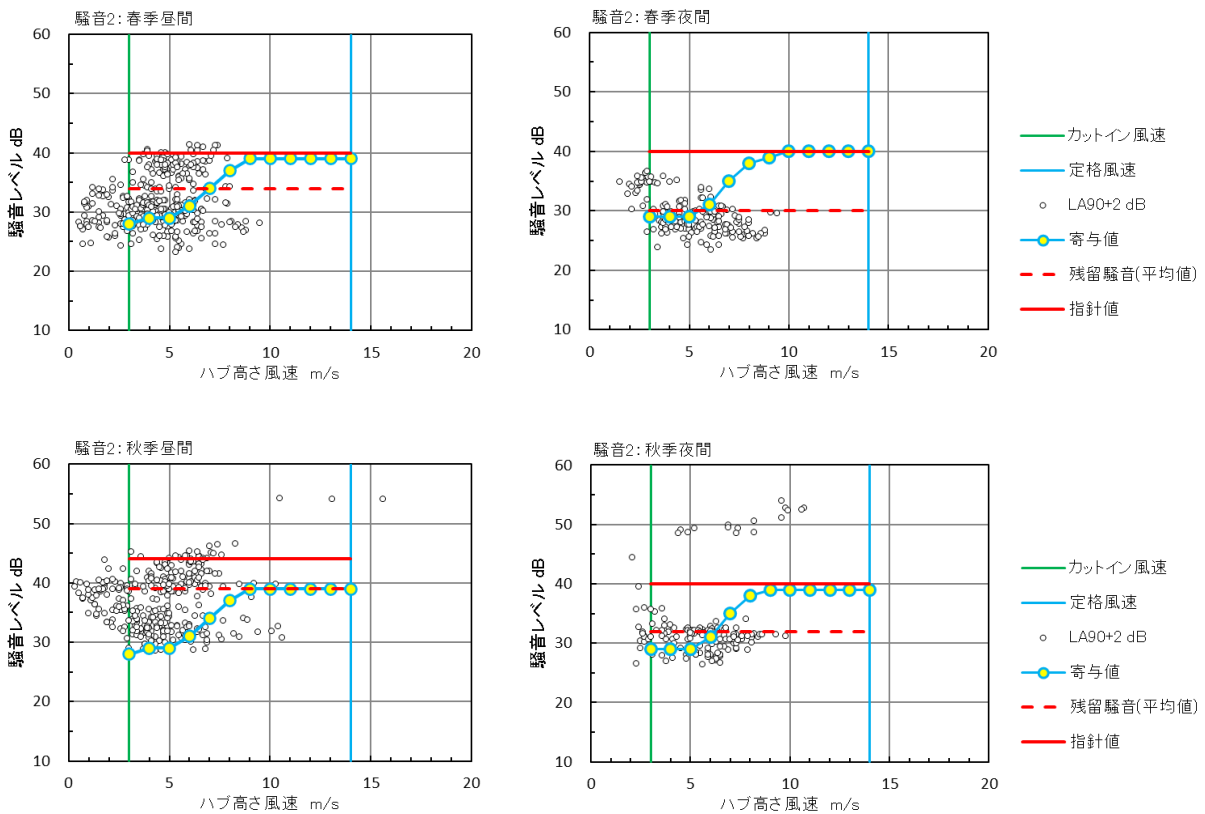 騒音2:春季昼間
60
50
40
30
20
10
0 5 10 15 20
騒音レベル dB
ハブ高さ風速 m/s
騒音2:春季夜間
60
50
40
30
20
10
0 5 10 15 20
騒音レベル dB
ハブ高さ風速 m/s
カットイン風速
定格風速
LA90+2 dB
寄与値
残留騒音(平均値)
指針値
騒音2:秋季昼間
60
50
40
30
20
10
0 5 10 15 20
騒音レベル dB
ハブ高さ風速 m/s
騒音2:秋季夜間
60
50
40
30
20
10
0 5 10 15 20
騒音レベル dB
ハブ高さ風速 m/s
カットイン風速
定格風速
LA90+2 dB
寄与値
残留騒音(平均値)
指針値